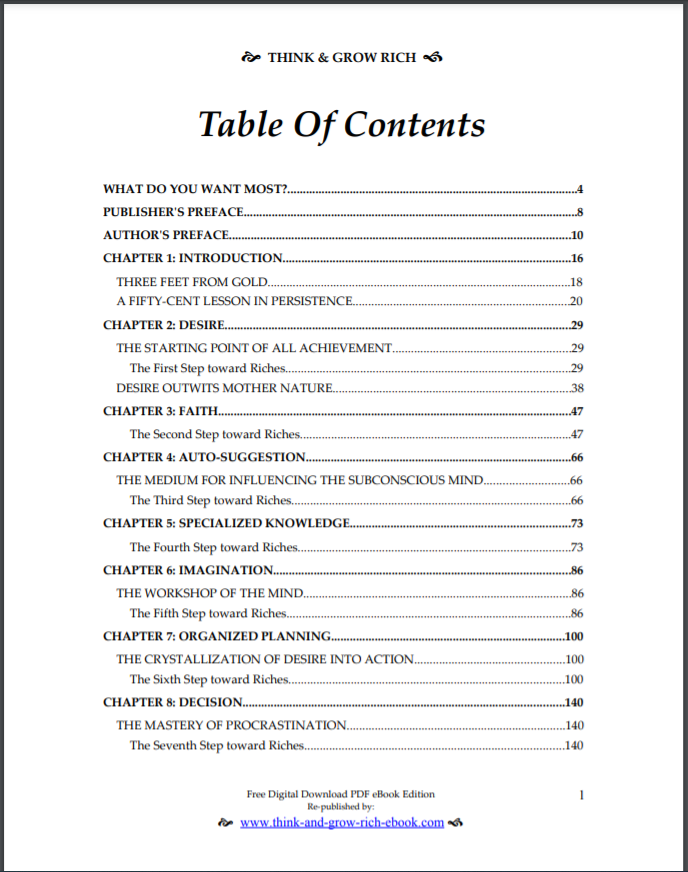 THINK & GROW RICH
Table Of Contents
WHAT DO YOU WANT MOST?.......................................................................................4
PUBLISHER'S PREFACE.....................................................................................................8
AUTHOR'S PREFACE.........................................................................................................10
CHAPTER 1: INTRODUCTION.........................................................................................16
THREE FEET FROM GOLD..............................................................................................18
A FIFTY-CENT LESSON IN PERSISTENCE.....................................................................20
CHAPTER 2: DESIRE..........................................................................................................29
THE STARTING POINT OF ALL ACHIEVEMENT........................................................29
The First Step toward Riches.......................................................................................29
DESIRE OUTWITS MOTHER NATURE...........................................................................38
CHAPTER 3: FAITH............................................................................................................47
The Second Step toward Riches...................................................................................47
CHAPTER 4: AUTO-SUGGESTION..................................................................................66
THE MEDIUM FOR INFLUENCING THE SUBCONSCIOUS MIND...........................66
The Third Step toward Riches......................................................................................66
CHAPTER 5: SPECIALIZED KNOWLEDGE....................................................................73
The Fourth Step toward Riches....................................................................................73
CHAPTER 6: IMAGINATION............................................................................................86
THE WORKSHOP OF THE MIND...................................................................................86
The Fifth Step toward Riches.......................................................................................86
CHAPTER 7: ORGANIZED PLANNING.........................................................................100
THE CRYSTALLIZATION OF DESIRE INTO ACTION...............................................100
The Sixth Step toward Riches.....................................................................................100
CHAPTER 8: DECISION...................................................................................................140
THE MASTERY OF PROCRASTINATION....................................................................140
The Seventh Step toward Riches................................................................................140
Free Digital Download PDF eBook Edition 1
Re-published by:
www.think-and-grow-rich-ebook.com